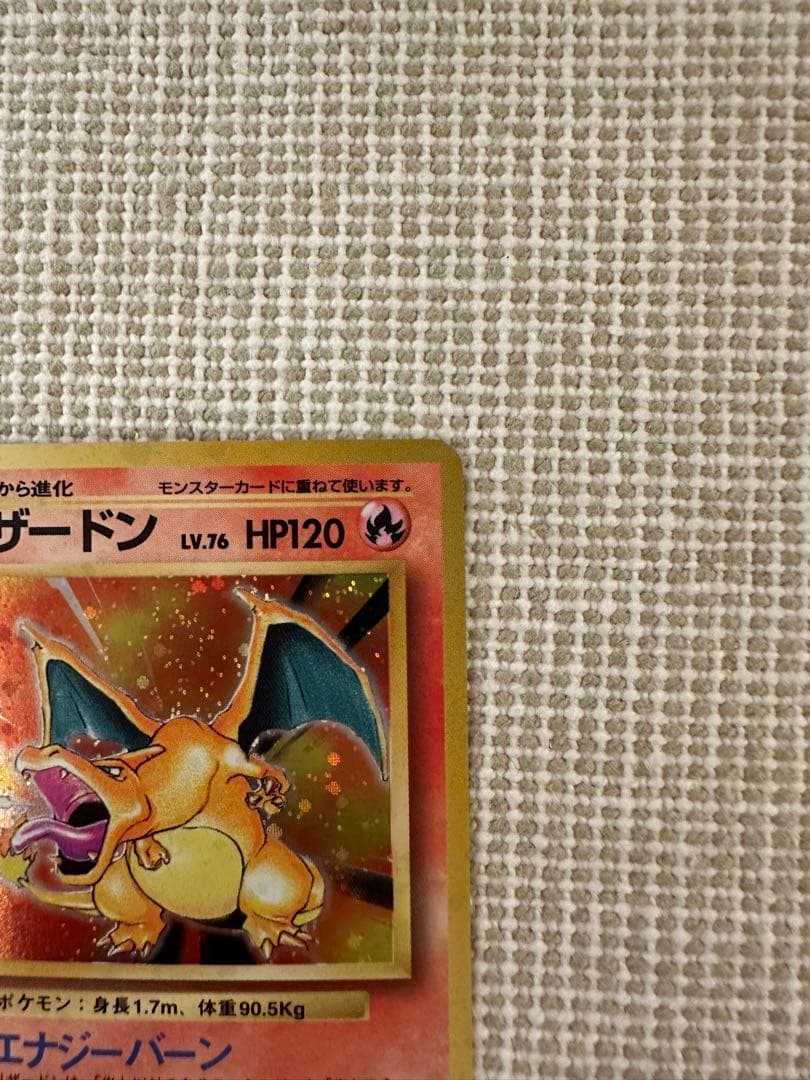 から進化 モンスターカードに重ねて使います。
ザードン LV.76 HP120
ポケモン：身長1.7m、体重90.5Kg
エナジーバーン